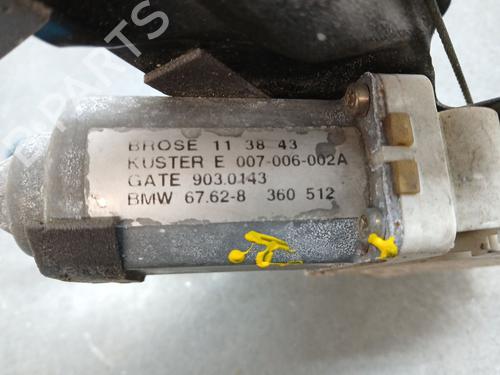 BROSE 11 38 43
KUSTER E 007-006-002A
GATE 903.0143
BMW 67.62-8 360 512